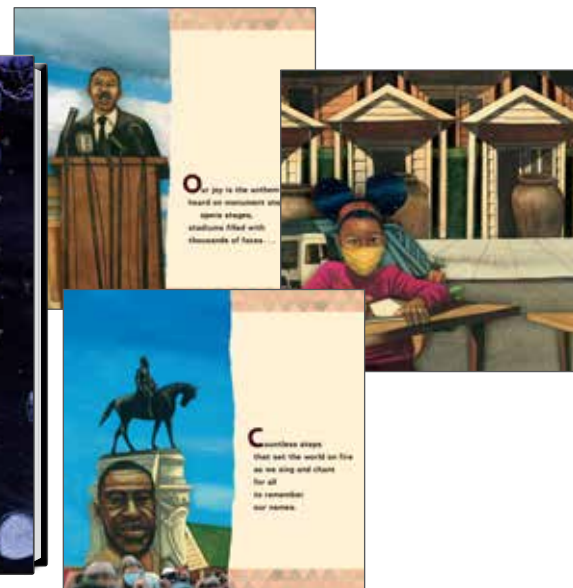 Our joy is the anthem
heard on monument
opera stages,
stadiums filled with
thousands of faces . . .
Countless steps
that set the world on fire
as we sing and chant
for all
to remember
our names.